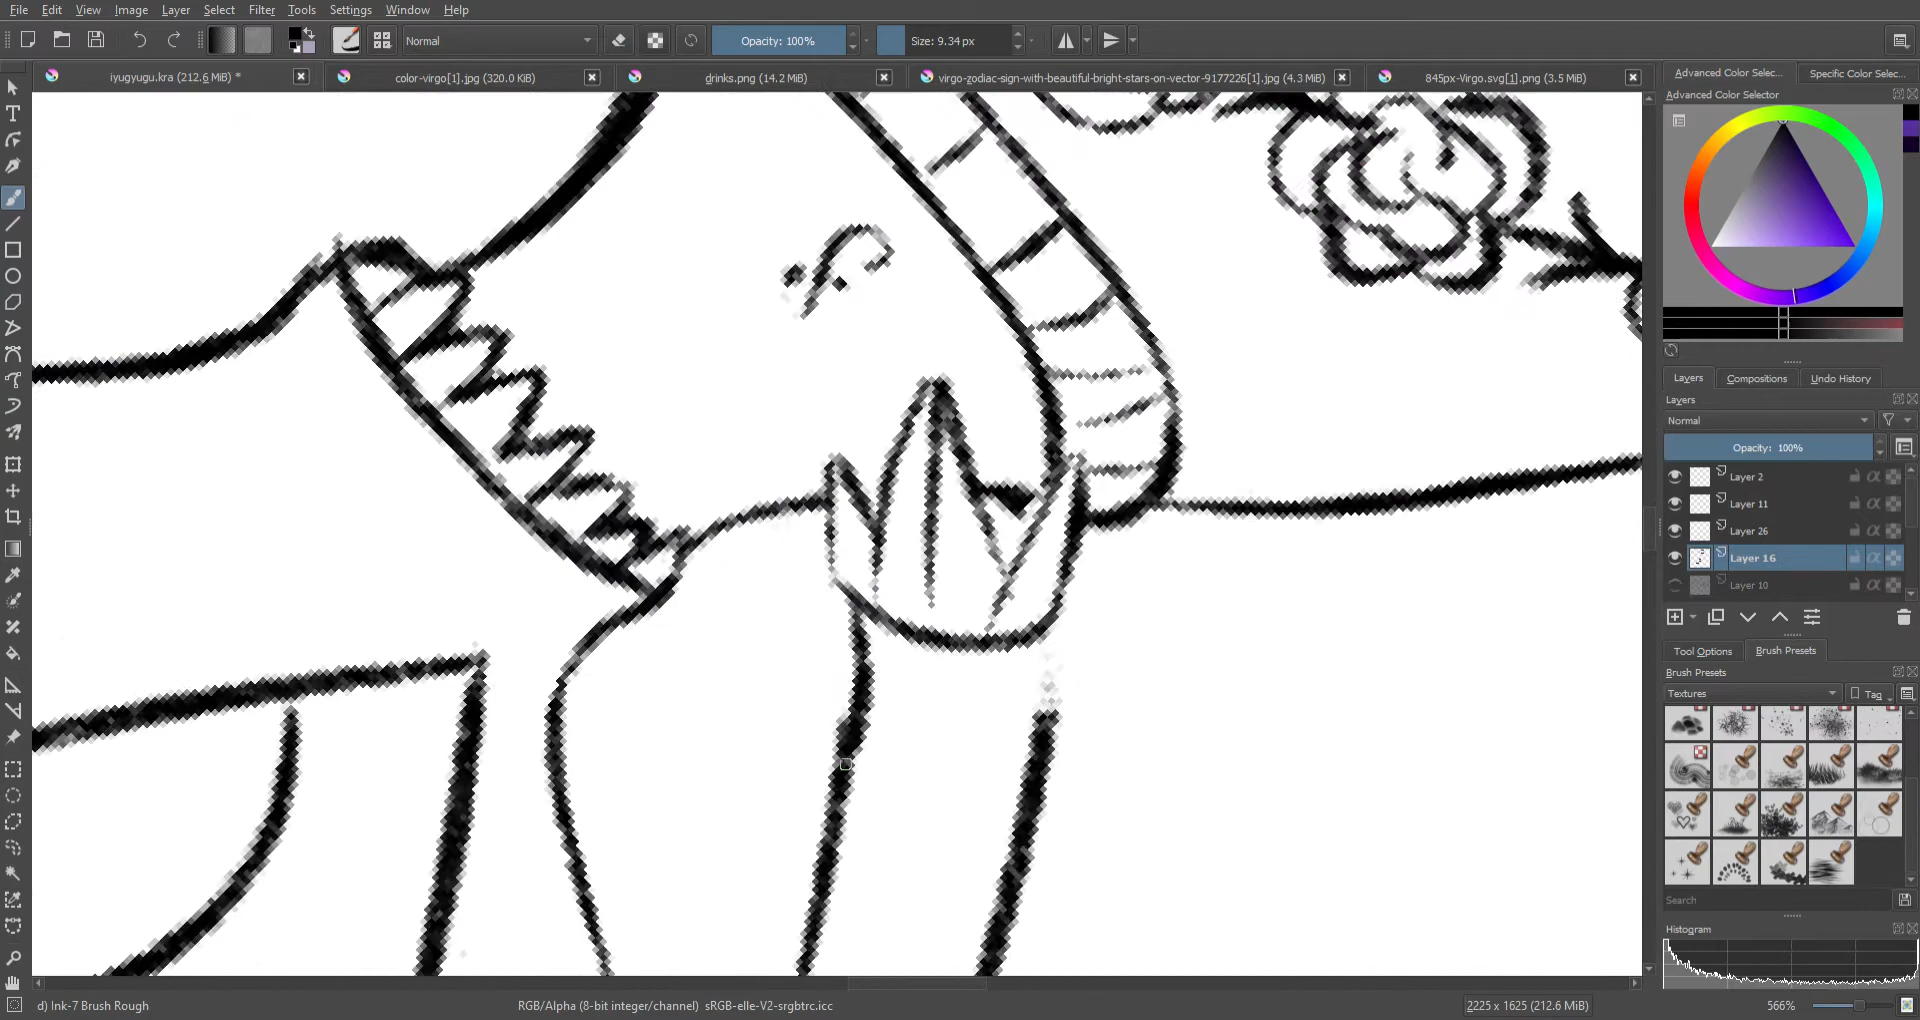 File Edit View Image Layer Select Filter Tools Settings Window Help
Normal Opacity: 100% Size: 9.34 px
iyugyugu.kra (212.6 MiB) * color-virgo[1].jpg (320.0 KiB) drinks.png (14.2 MiB) virgo-zodiac-sign-with-beautiful-bright-stars-on-vector-9177226[1].jpg (4.3 MiB) 845px-Virgo.svg[1].png (3.5 MiB)
Advanced Color Selec... Specific Color Selec...
Advanced Color Selector
Layers Compositions Undo History
Layers
Normal
Opacity: 100%
Layer 2
Layer 11
Layer 26
Layer 16
Layer 10
Tool Options Brush Presets
Brush Presets
Textures Tag
Search
Histogram
d) Ink-7 Brush Rough RGB/Alpha (8-bit integer/channel) sRGB-elle-V2-srgbtrc.icc 2225 x 1625 (212.6 MiB) 566%